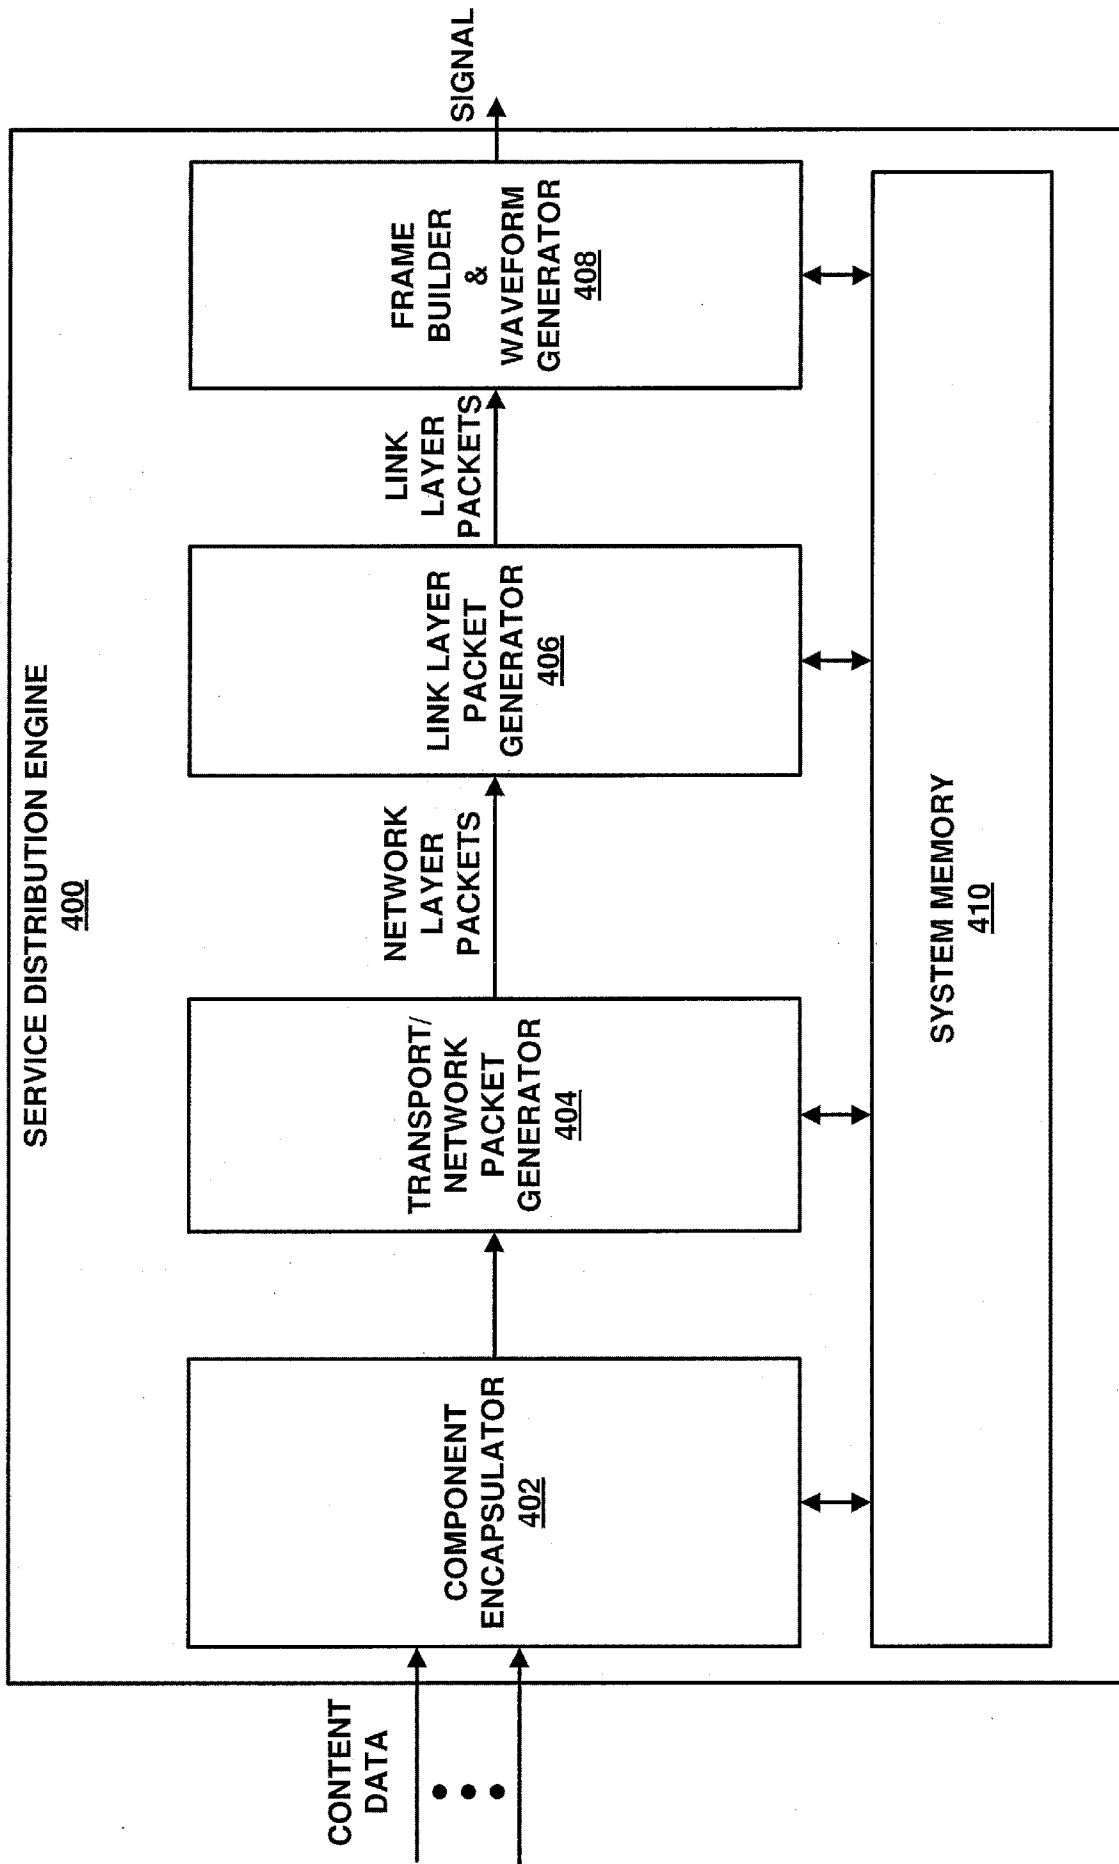 SERVICE DISTRIBUTION ENGINE
400
CONTENT
DATA
COMPONENT
ENCAPSULATOR
402
TRANSPORT/
NETWORK
PACKET
GENERATOR
404
NETWORK
LAYER
PACKETS
LINK LAYER
PACKET
GENERATOR
406
LINK
LAYER
PACKETS
FRAME
BUILDER
&
WAVEFORM
GENERATOR
408
SIGNAL
SYSTEM MEMORY
410